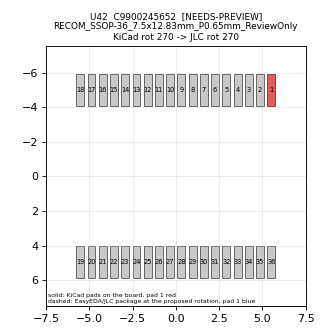 U42 C9900245652 [NEEDS-PREVIEW]
RECOM_SSOP-36_7.5x12.83mm_P0.65mm_ReviewOnly
KiCad rot 270 -> JLC rot 270
−6
18 17 16 15 14 13 12 11 10 9 8 7 6 5 4 3 2 1
−4
−2
0
2
4
19 20 21 22 23 24 25 26 27 28 29 30 31 32 33 34 35 36
6
solid: KiCad pads on the board, pad 1 red
dashed: EasyEDA/JLC package at the proposed rotation, pad 1 blue
−7.5 −5.0 −2.5 0.0 2.5 5.0 7.5